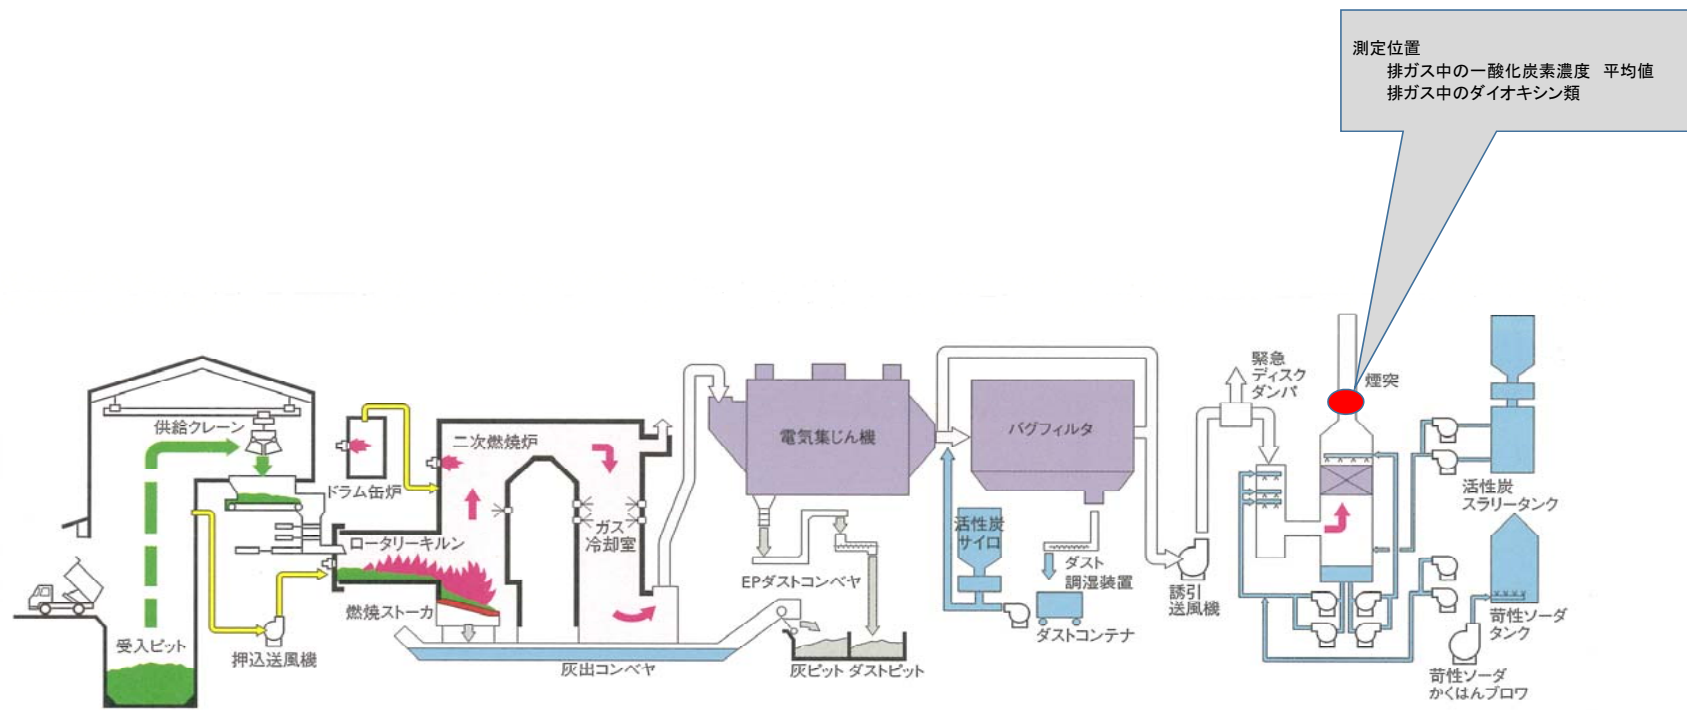 測定位置
排ガス中の一酸化炭素濃度　平均値
排ガス中のダイオキシン類
緊急
ディスク
ダンパ
煙突
供給クレーン
二次燃焼炉
電気集じん機
バグフィルタ
ドラム缶炉
活性炭
スラリータンク
ガス
冷却室
活性炭
サイロ
ロータリーキルン
EPダストコンベヤ
ダスト
調湿装置
誘引
送風機
燃焼ストーカ
ダストコンテナ
苛性ソーダ
タンク
受入ピット
押込送風機
灰出コンベヤ
灰ピット ダストピット
苛性ソーダ
かくはんブロワ